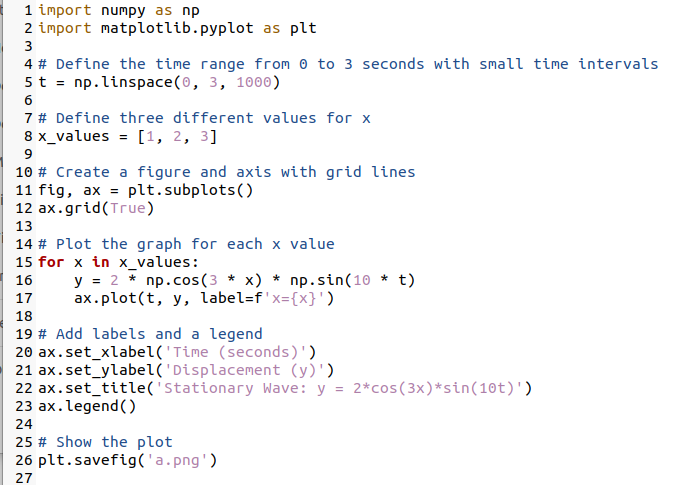 1 import numpy as np
2 import matplotlib.pyplot as plt
3
4 # Define the time range from 0 to 3 seconds with small time intervals
5 t = np.linspace(0, 3, 1000)
6
7 # Define three different values for x
8 x_values = [1, 2, 3]
9
10 # Create a figure and axis with grid lines
11 fig, ax = plt.subplots()
12 ax.grid(True)
13
14 # Plot the graph for each x value
15 for x in x_values:
16     y = 2 * np.cos(3 * x) * np.sin(10 * t)
17     ax.plot(t, y, label=f'x={x}')
18
19 # Add labels and a legend
20 ax.set_xlabel('Time (seconds)')
21 ax.set_ylabel('Displacement (y)')
22 ax.set_title('Stationary Wave: y = 2*cos(3x)*sin(10t)')
23 ax.legend()
24
25 # Show the plot
26 plt.savefig('a.png')
27